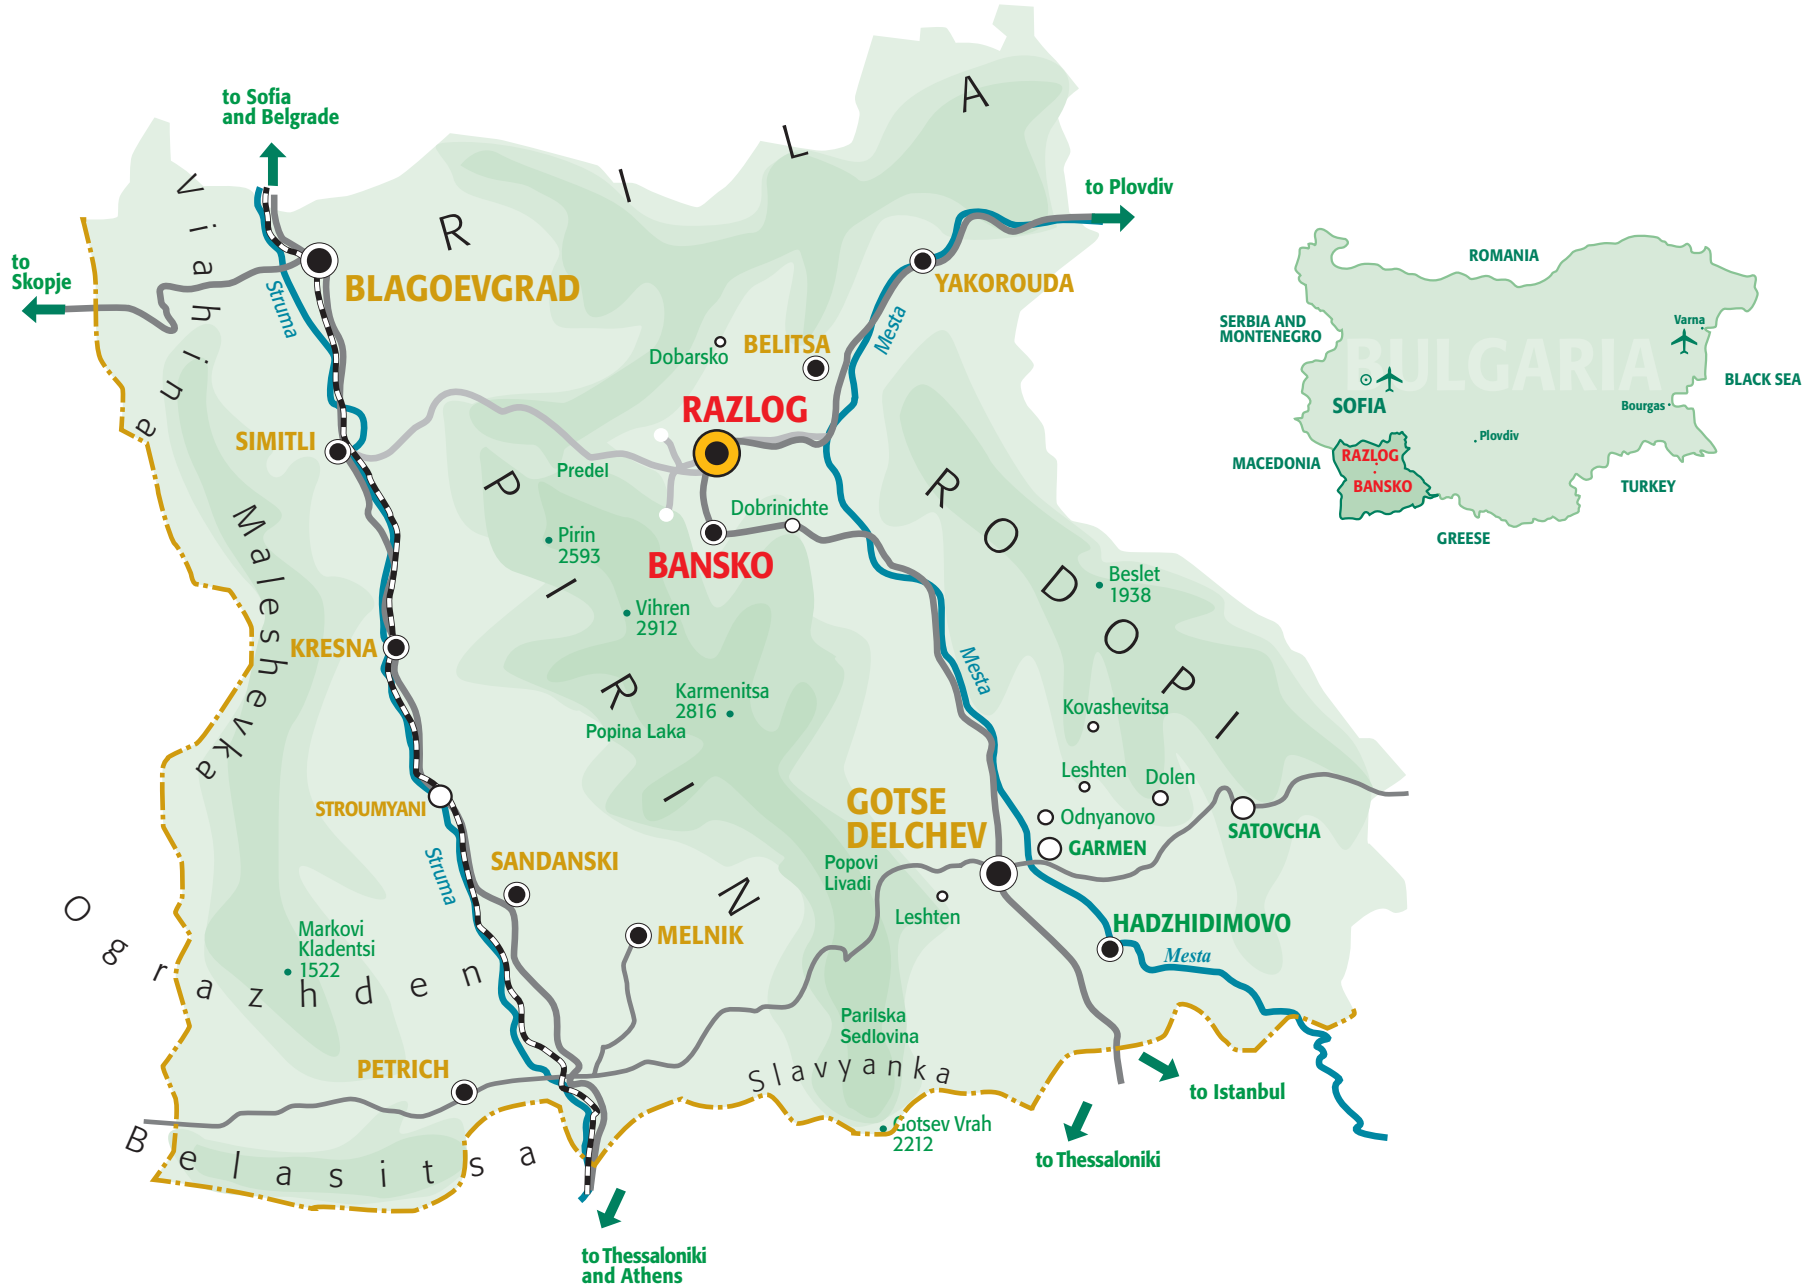 to Sofia
and Belgrade
to Plovdiv
to
Skopje
RILA
Viahina
BLAGOEVGRAD
Struma
YAKOROUDA
Mesta
Dobarsko
BELITSA
RAZLOG
SIMITLI
Predel
Dobrinichte
BANSKO
PIRIN
Pirin
2593
Vihren
2912
RODOPI
Beslet
1938
Maleshevka
KRESNA
Mesta
Karmenitsa
2816
Popina Laka
Kovashevitsa
Leshten
Dolen
Odnyanovo
SATOVCHA
GARMEN
STROUMYANI
GOTSE
DELCHEV
Popovi
Livadi
Struma
SANDANSKI
Leshten
MELNIK
HADZHIDIMOVO
Mesta
Markovi
Kladentsi
1522
Ograzhden
Parilska
Sedlovina
PETRICH
Slavyanka
to Istanbul
Gotsev Vrah
2212
to Thessaloniki
Belasitsa
to Thessaloniki
and Athens
ROMANIA
SERBIA AND
MONTENEGRO
BULGARIA
Varna
BLACK SEA
SOFIA
Bourgas
Plovdiv
MACEDONIA
RAZLOG
BANSKO
TURKEY
GREESE